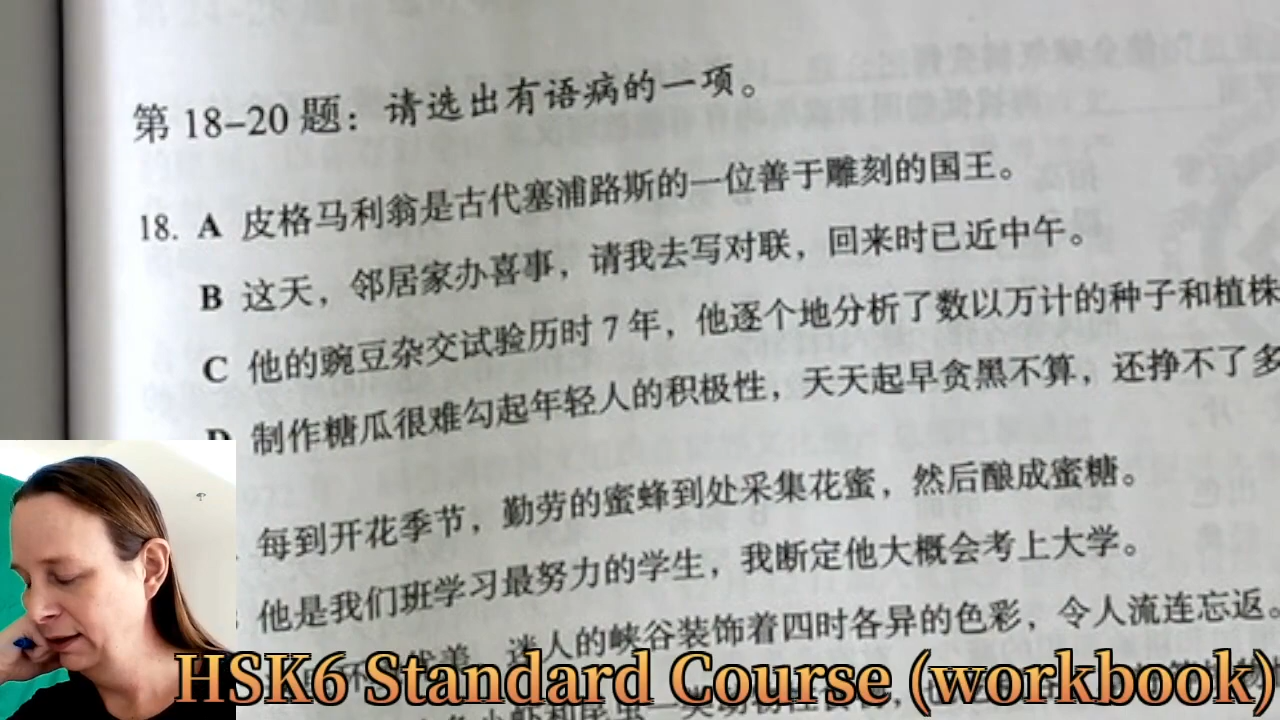 第 18–20 题：请选出有语病的一项。
18. A 皮格马利翁是古代塞浦路斯的一位善于雕刻的国王。
B 这天，邻居家办喜事，请我去写对联，回来时已近中午。
C 他的豌豆杂交试验历时 7 年，他逐个地分析了数以万计的种子和植株
D 制作糖瓜很难勾起年轻人的积极性，天天起早贪黑不算，还挣不了多
每到开花季节，勤劳的蜜蜂到处采集花蜜，然后酿成蜜糖。
他是我们班学习最努力的学生，我断定他大概会考上大学。
迷人的峡谷装饰着四时各异的色彩，令人流连忘返。
HSK6 Standard Course (workbook)